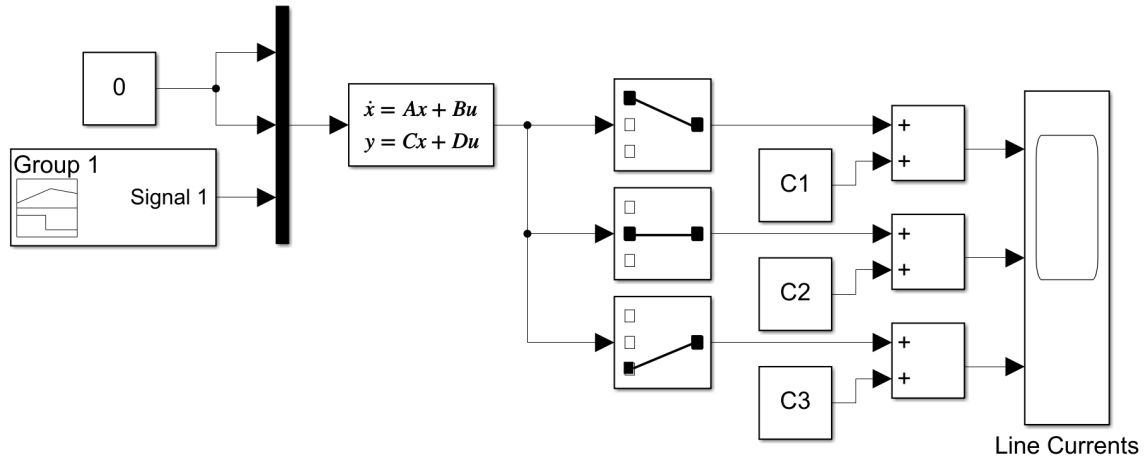 0
Group 1
Signal 1
ẋ = Ax + Bu
y = Cx + Du
+
+
C1
+
+
C2
+
+
C3
Line Currents